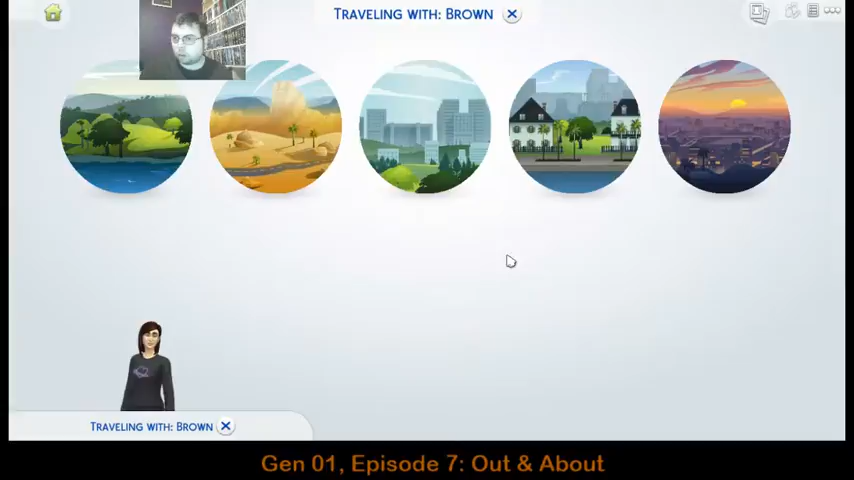 TRAVELING WITH: BROWN
TRAVELING WITH: BROWN
Gen 01, Episode 7: Out & About